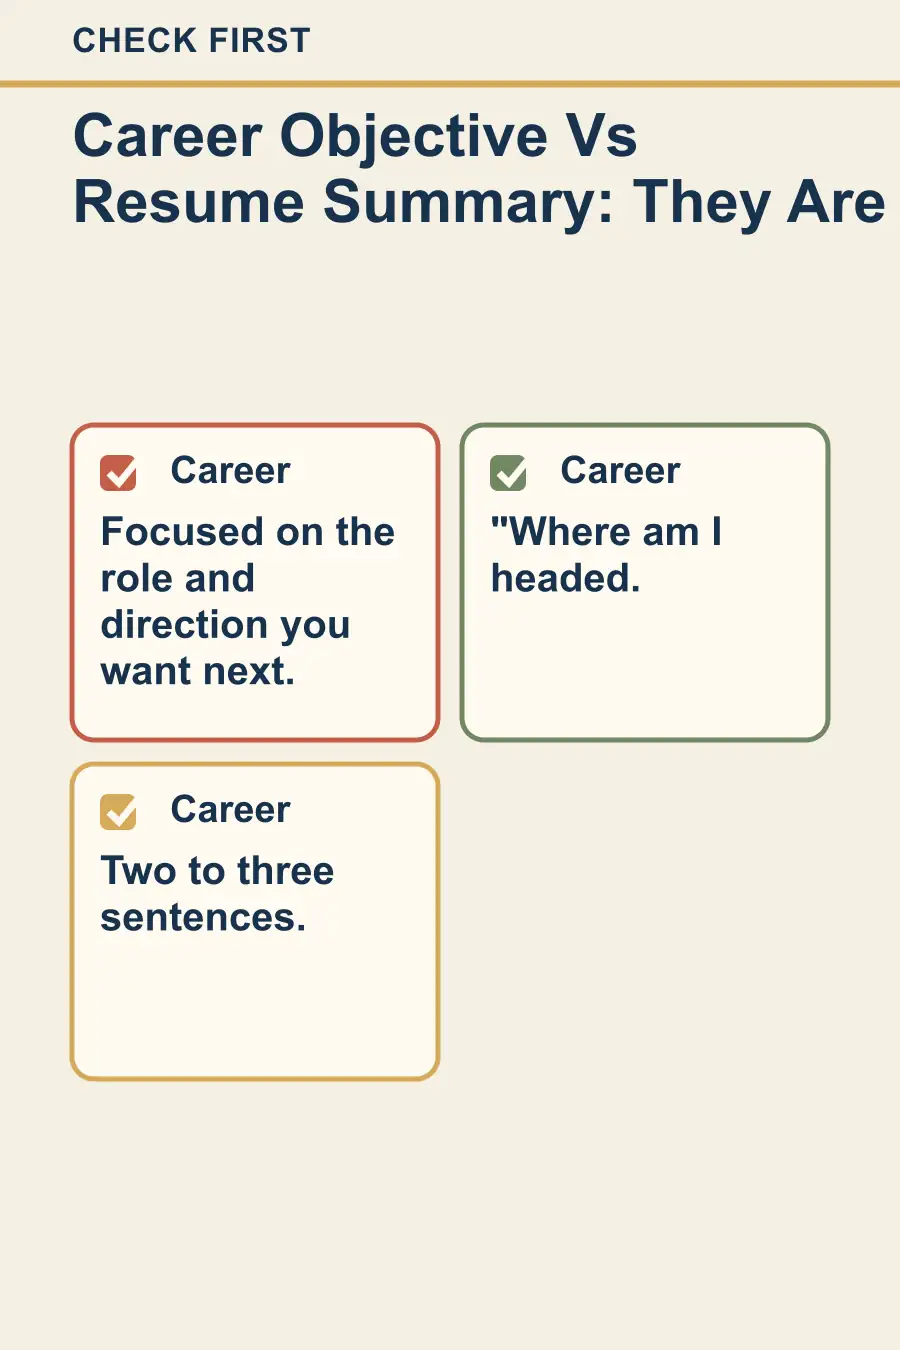 CHECK FIRST
Career Objective Vs
Resume Summary: They Are
Career
Focused on the
role and
direction you
want next.
Career
"Where am I
headed.
Career
Two to three
sentences.